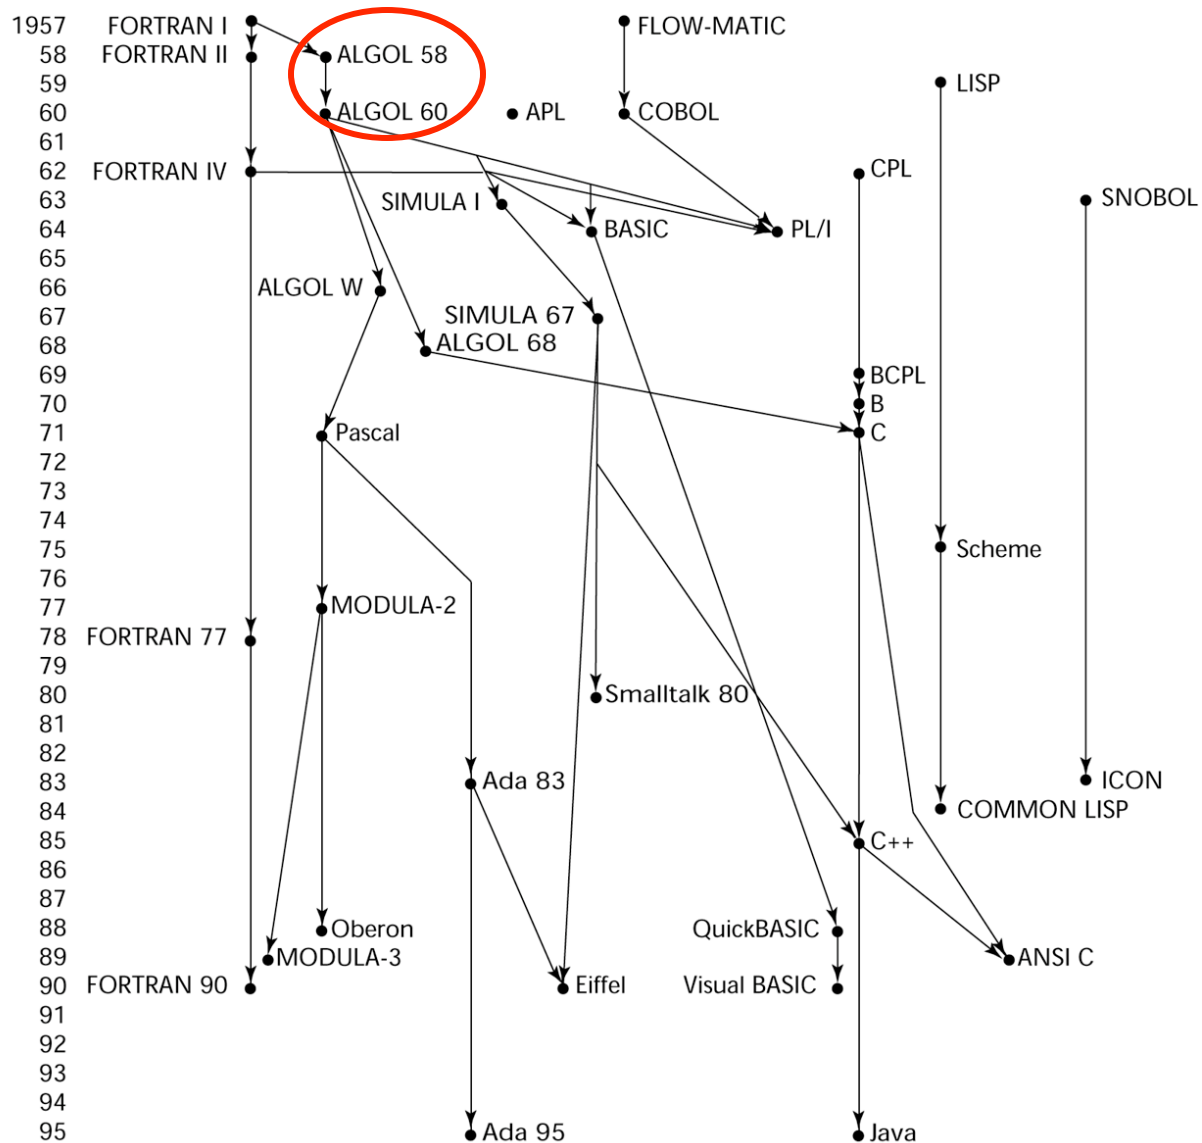 1957 FORTRAN I FLOW-MATIC
58 FORTRAN II ALGOL 58
59 LISP
60 ALGOL 60 APL COBOL
61
62 FORTRAN IV CPL
63 SIMULA I SNOBOL
64 BASIC PL/I
65
66 ALGOL W
67 SIMULA 67
68 ALGOL 68
69 BCPL
70 B
71 Pascal C
72
73
74
75 Scheme
76
77 MODULA-2
78 FORTRAN 77
79
80 Smalltalk 80
81
82
83 Ada 83 ICON
84 COMMON LISP
85 C++
86
87
88 Oberon QuickBASIC
89 MODULA-3 ANSI C
90 FORTRAN 90 Eiffel Visual BASIC
91
92
93
94
95 Ada 95 Java